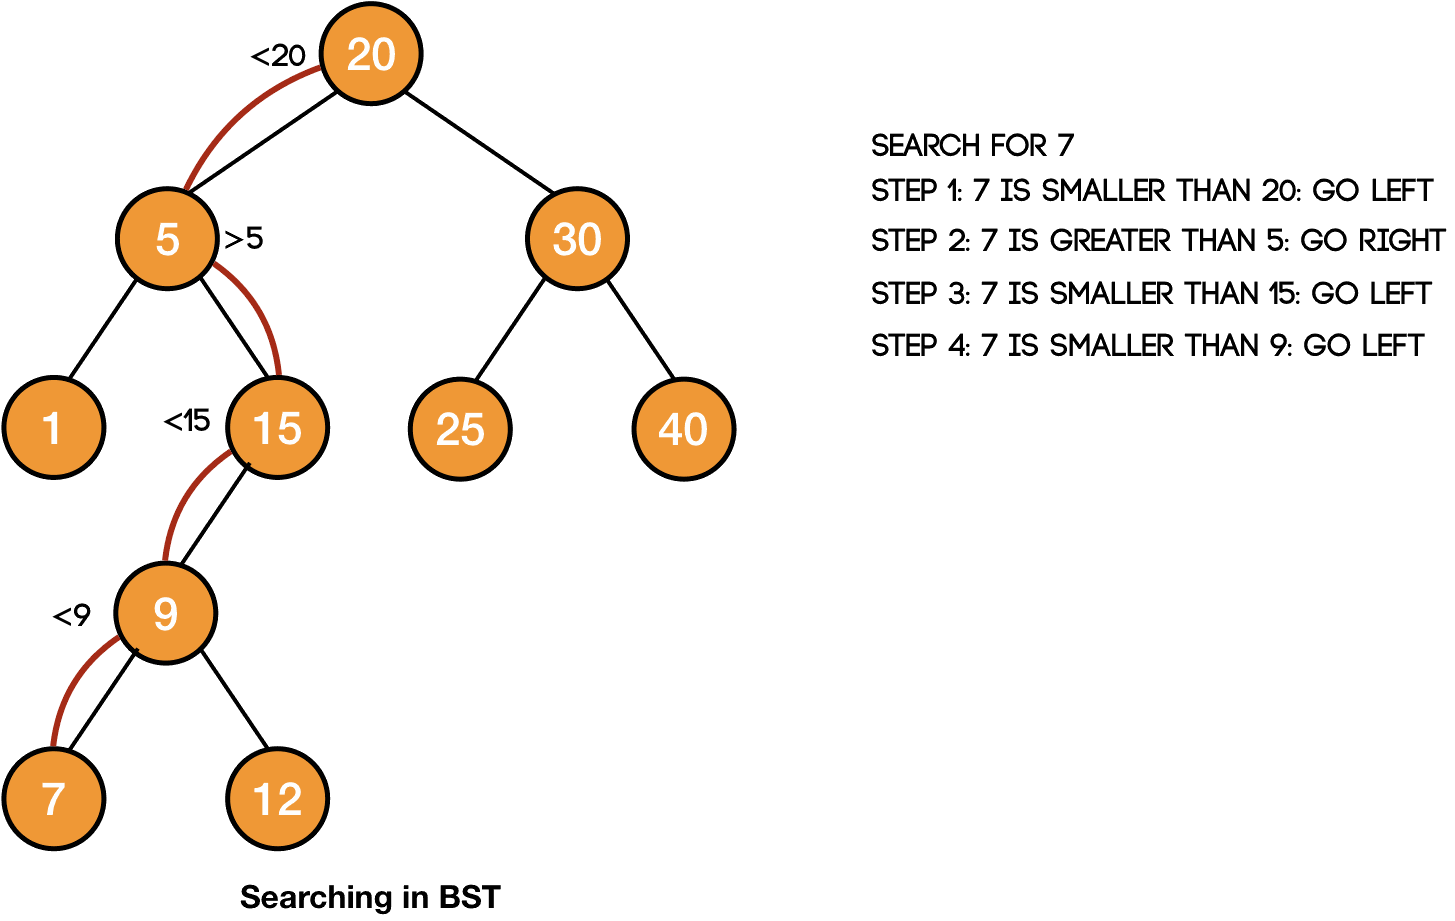 20
<20
5
>5
30
1
<15
15
25
40
<9
9
7
12
SEARCH FOR 7
STEP 1: 7 IS SMALLER THAN 20: GO LEFT
STEP 2: 7 IS GREATER THAN 5: GO RIGHT
STEP 3: 7 IS SMALLER THAN 15: GO LEFT
STEP 4: 7 IS SMALLER THAN 9: GO LEFT
Searching in BST